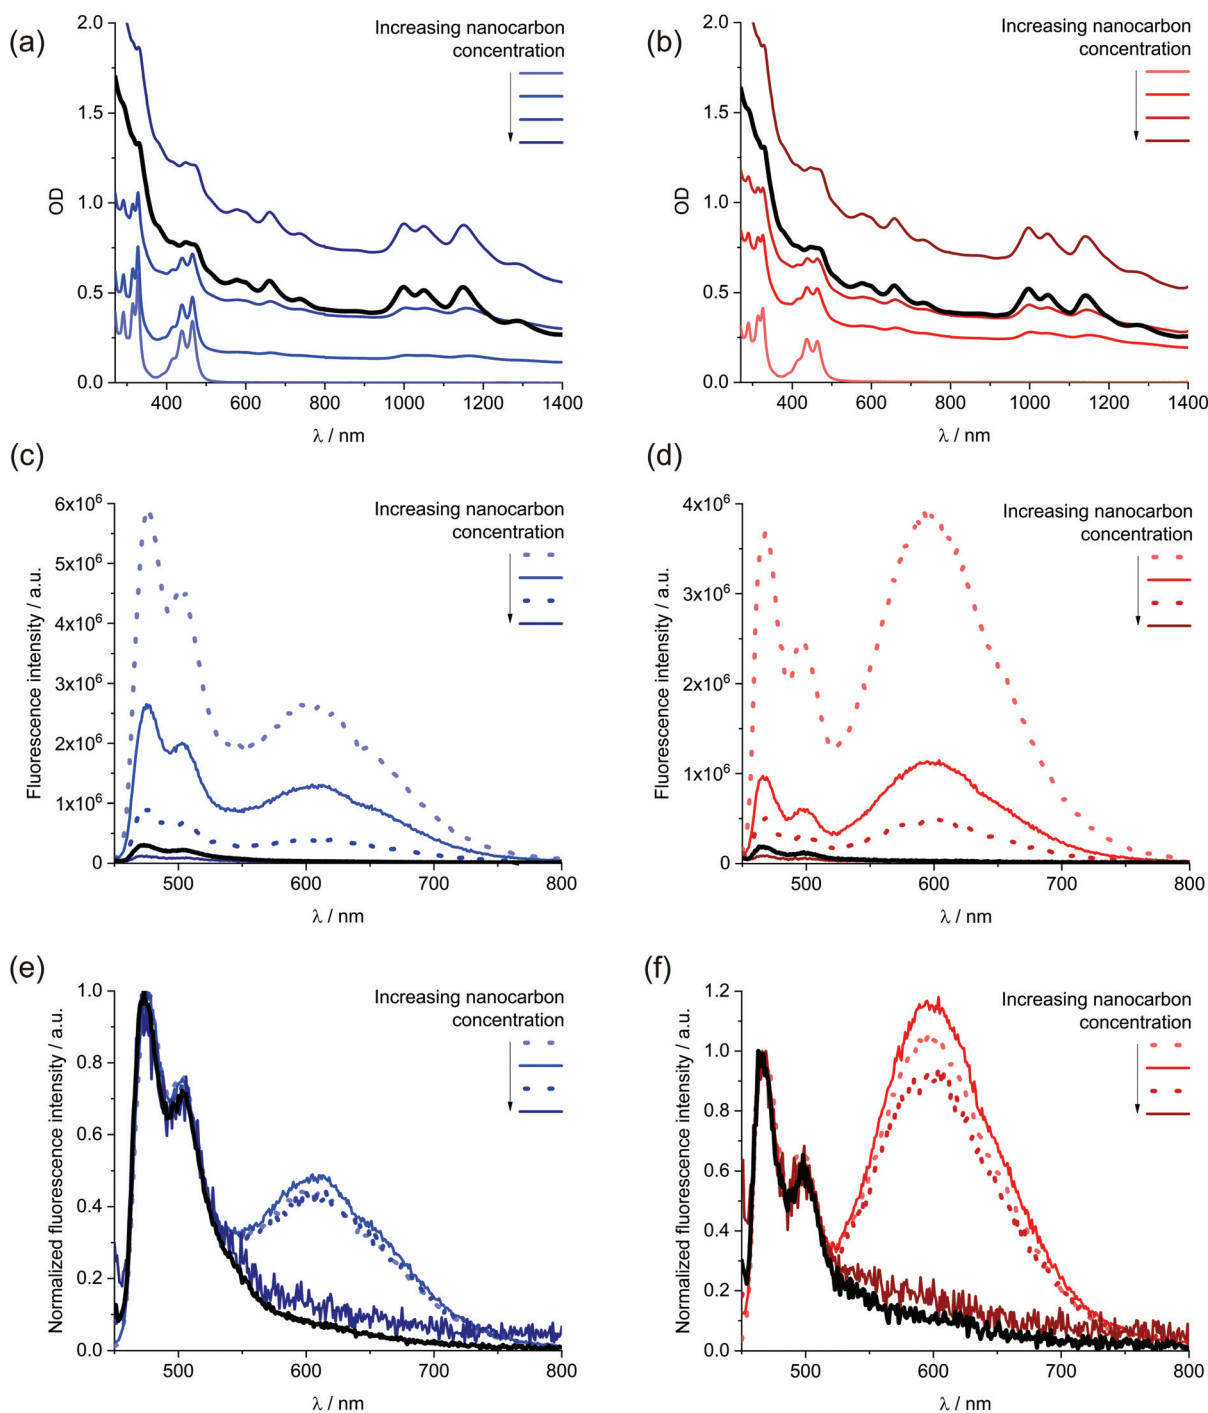 (a)
Increasing nanocarbon
concentration
2.0
1.5
1.0
0.5
0.0
OD
400 600 800 1000 1200 1400
λ / nm
(b)
Increasing nanocarbon
concentration
2.0
1.5
1.0
0.5
0.0
OD
400 600 800 1000 1200 1400
λ / nm
(c)
Increasing nanocarbon
concentration
6x10⁶
5x10⁶
4x10⁶
3x10⁶
2x10⁶
1x10⁶
0
Fluorescence intensity / a.u.
500 600 700 800
λ / nm
(d)
Increasing nanocarbon
concentration
4x10⁶
3x10⁶
2x10⁶
1x10⁶
0
Fluorescence intensity / a.u.
500 600 700 800
λ / nm
(e)
Increasing nanocarbon
concentration
1.0
0.8
0.6
0.4
0.2
0.0
Normalized fluorescence intensity / a.u.
500 600 700 800
λ / nm
(f)
Increasing nanocarbon
concentration
1.2
1.0
0.8
0.6
0.4
0.2
0.0
Normalized fluorescence intensity / a.u.
500 600 700 800
λ / nm